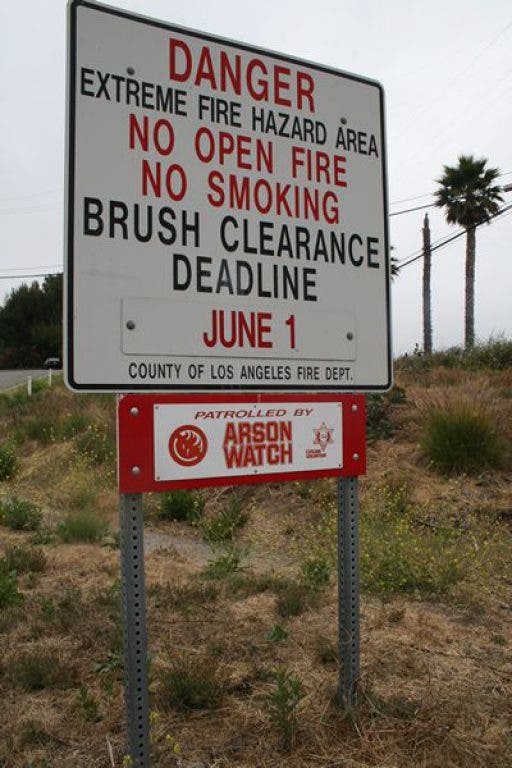 DANGER
EXTREME FIRE HAZARD AREA
NO OPEN FIRE
NO SMOKING
BRUSH CLEARANCE
DEADLINE
JUNE 1
COUNTY OF LOS ANGELES FIRE DEPT.
PATROLLED BY
ARSON
WATCH